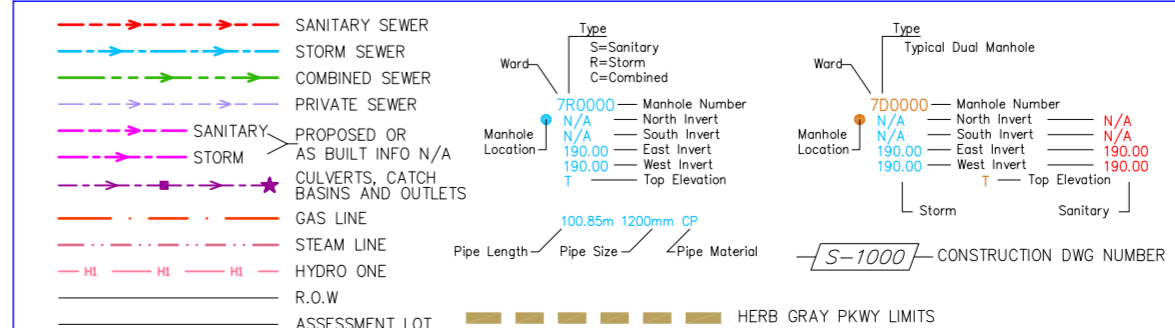 SANITARY SEWER
STORM SEWER
COMBINED SEWER
PRIVATE SEWER
SANITARY
STORM
PROPOSED OR
AS BUILT INFO N/A
CULVERTS, CATCH
BASINS AND OUTLETS
GAS LINE
STEAM LINE
H1 H1 H1 HYDRO ONE
R.O.W
ASSESSMENT LOT
Type
S=Sanitary
R=Storm
C=Combined
Ward
7R0000 Manhole Number
N/A North Invert
N/A South Invert
190.00 East Invert
190.00 West Invert
T Top Elevation
Manhole
Location
100.85m 1200mm CP
Pipe Length Pipe Size Pipe Material
Type
Typical Dual Manhole
Ward
7D0000 Manhole Number
N/A North Invert N/A
N/A South Invert N/A
190.00 East Invert 190.00
190.00 West Invert 190.00
T Top Elevation
Manhole
Location
Storm Sanitary
S-1000 CONSTRUCTION DWG NUMBER
HERB GRAY PKWY LIMITS